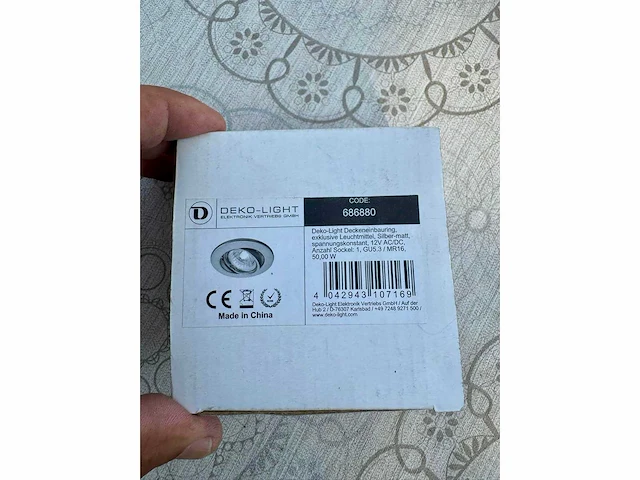 D DEKO-LIGHT
ELEKTRONIK VERTRIEBS GMBH
CODE:
686880
Deko-Light Deckeneinbauring,
exklusive Leuchtmittel, Silber-matt,
spannungskonstant, 12V AC/DC,
Anzahl Sockel: 1, GU5.3 / MR16,
50,00 W
4 042943 107169
Deko-Light Elektronik Vertriebs GmbH / Auf der
Hub 2 / D-76307 Karlsbad / +49 7248 9271 500 /
www.deko-light.com
CE
Made in China